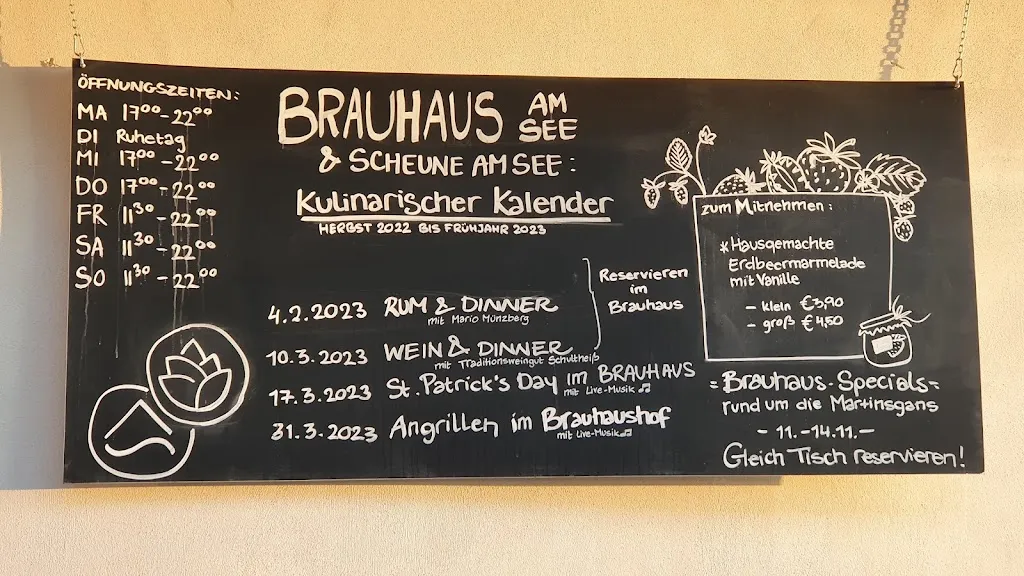 ÖFFNUNGSZEITEN:
MA 17⁰⁰-22⁰⁰
DI Ruhetag
MI 17⁰⁰-22⁰⁰
DO 17⁰⁰-22⁰⁰
FR 11³⁰-22⁰⁰
SA 11³⁰-22⁰⁰
SO 11³⁰-22⁰⁰
BRAUHAUS AM SEE
& SCHEUNE AM SEE:
Kulinarischer Kalender
HERBST 2022 BIS FRÜHJAHR 2023
4.2.2023 RUM & DINNER
mit Mario Münzberg
10.3.2023 WEIN & DINNER
mit Traditionsweingut Schultheiß
Reservieren
im
Brauhaus
17.3.2023 St. Patrick's Day im BRAUHAUS
mit Live-Musik
31.3.2023 Angrillen im Brauhaushof
mit Live-Musik
zum Mitnehmen:
*Hausgemachte
Erdbeermarmelade
mit Vanille
- klein €3,90
- groß €4,50
=Brauhaus-Specials=
rund um die Martinsgans
- 11.-14.11.-
Gleich Tisch reservieren!